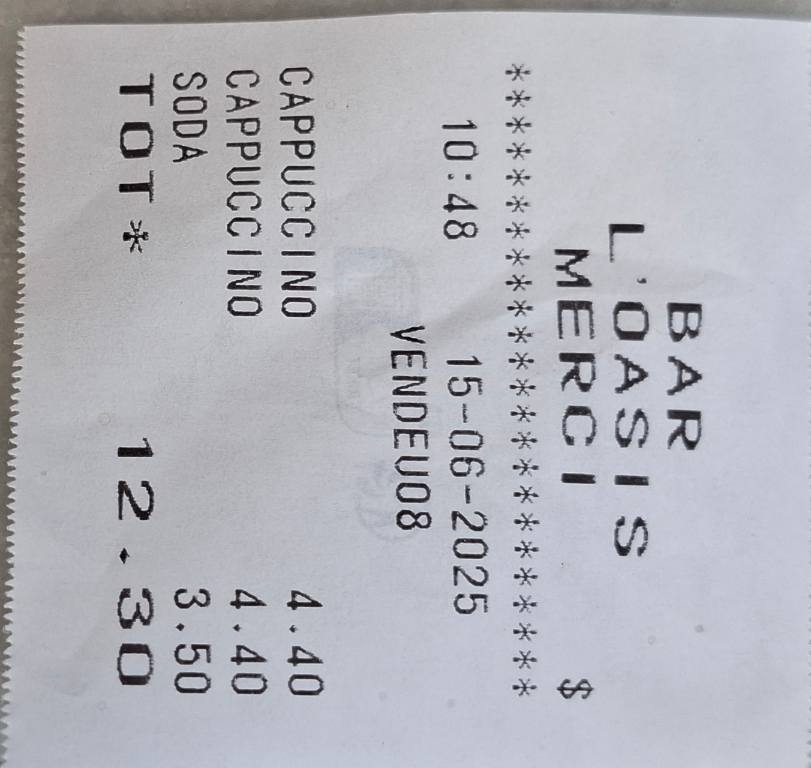 BAR
L'OASIS
MERCI $
************************
10:48 15-06-2025
VENDEU08
CAPPUCCINO 4.40
CAPPUCCINO 4.40
SODA 3.50
TOT* 12.30